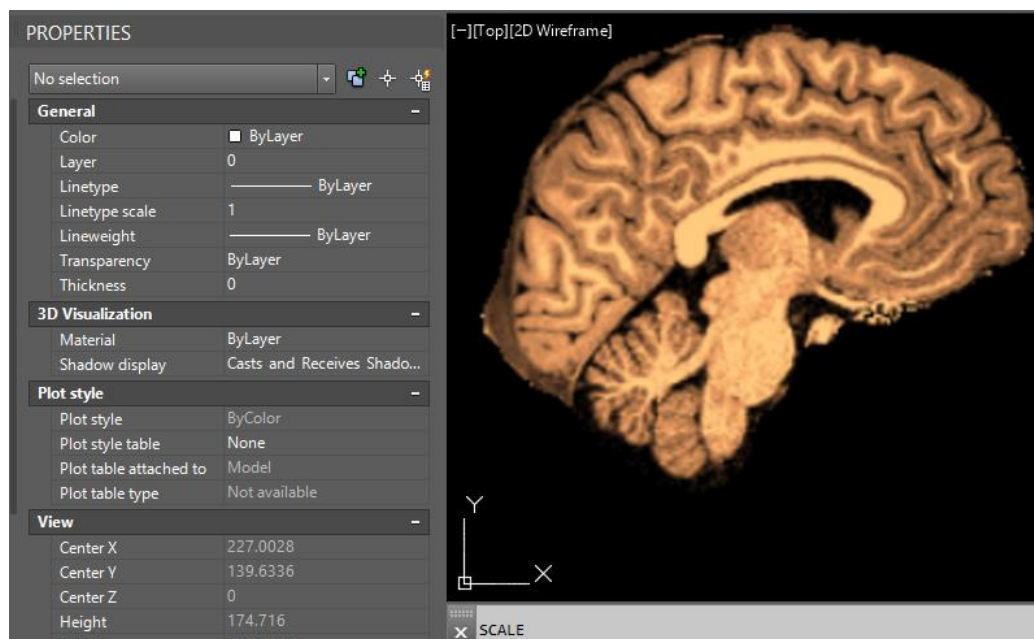 PROPERTIES
No selection
General
Color ByLayer
Layer 0
Linetype ByLayer
Linetype scale 1
Lineweight ByLayer
Transparency ByLayer
Thickness 0
3D Visualization
Material ByLayer
Shadow display Casts and Receives Shado...
Plot style
Plot style ByColor
Plot style table None
Plot table attached to Model
Plot table type Not available
View
Center X 227.0028
Center Y 139.6336
Center Z 0
Height 174.716
[−][Top][2D Wireframe]
Y
X
SCALE